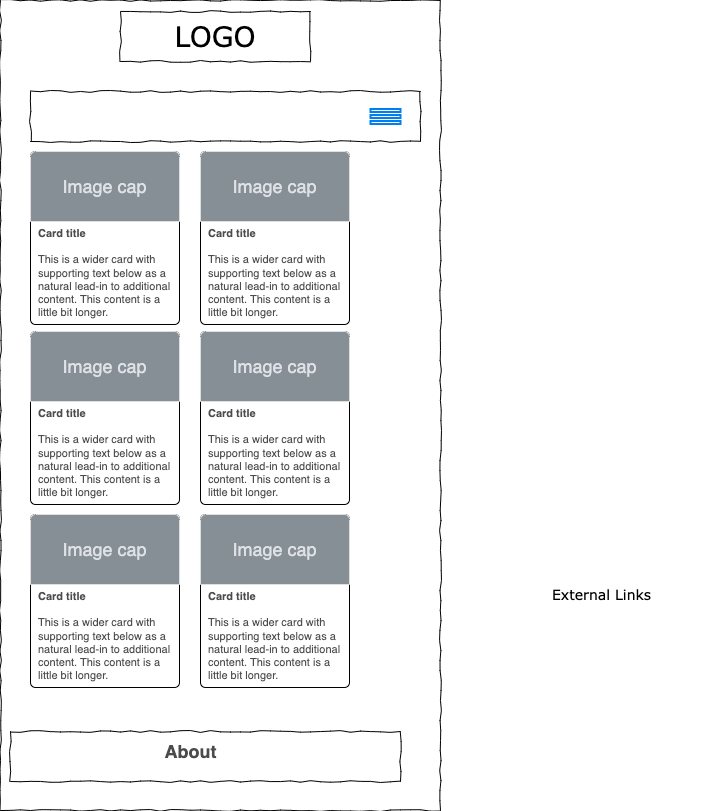 LOGO
Image cap
Card title
This is a wider card with
supporting text below as a
natural lead-in to additional
content. This content is a
little bit longer.
Image cap
Card title
This is a wider card with
supporting text below as a
natural lead-in to additional
content. This content is a
little bit longer.
Image cap
Card title
This is a wider card with
supporting text below as a
natural lead-in to additional
content. This content is a
little bit longer.
Image cap
Card title
This is a wider card with
supporting text below as a
natural lead-in to additional
content. This content is a
little bit longer.
Image cap
Card title
This is a wider card with
supporting text below as a
natural lead-in to additional
content. This content is a
little bit longer.
Image cap
Card title
This is a wider card with
supporting text below as a
natural lead-in to additional
content. This content is a
little bit longer.
External Links
About